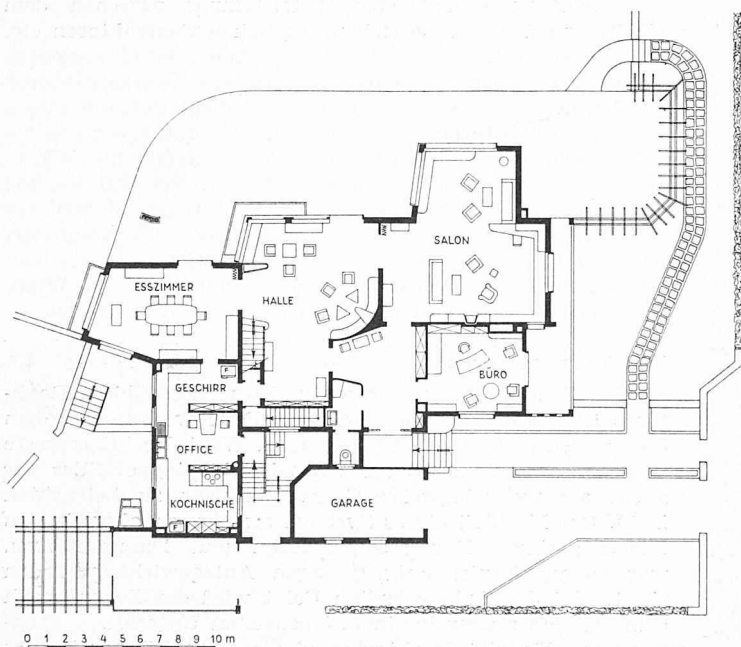 SALON
ESSZIMMER
HALLE
BÜRO
GESCHIRR
F
OFFICE
KOCHNISCHE
GARAGE
F
0 1 2 3 4 5 6 7 8 9 10 m